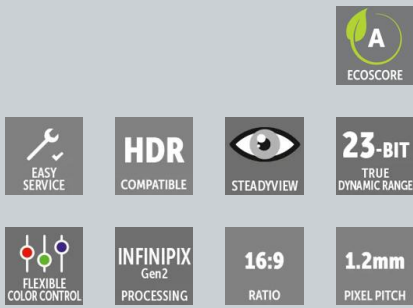 A
ECOSCORE
EASY
SERVICE
HDR
COMPATIBLE
STEADYVIEW
23-BIT
TRUE
DYNAMIC RANGE
FLEXIBLE
COLOR CONTROL
INFINIPIX
Gen2
PROCESSING
16:9
RATIO
1.2mm
PIXEL PITCH